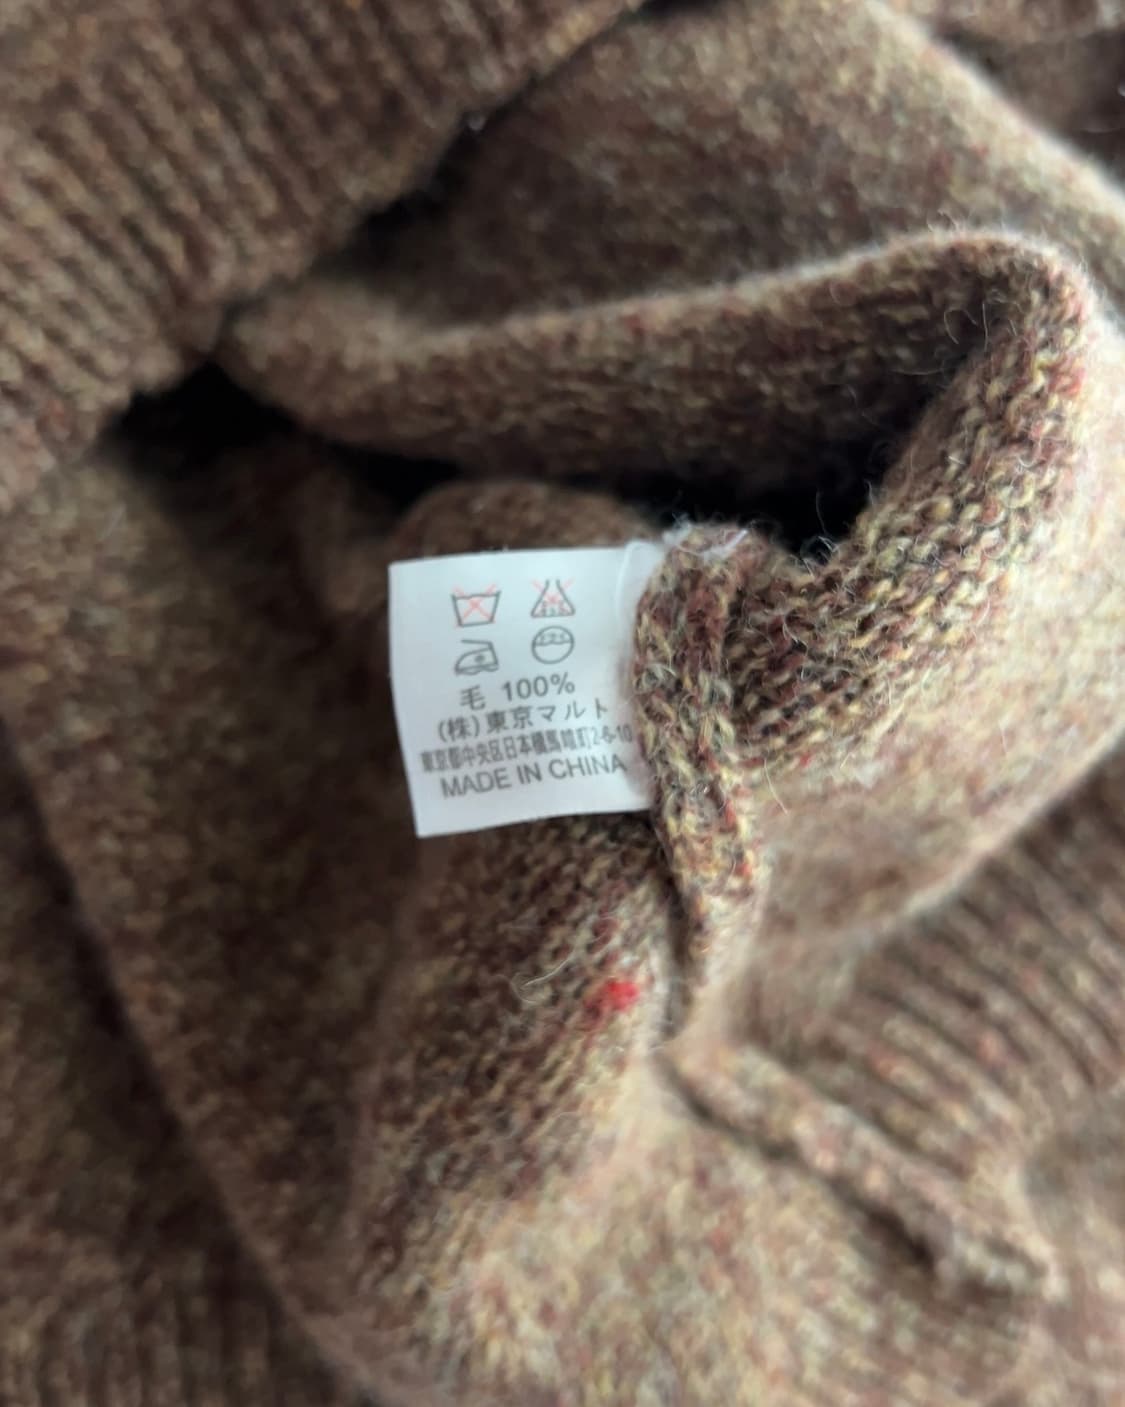 毛 100%
(株)東京マルト
東京都中央区日本橋馬喰町2-6-10
MADE IN CHINA